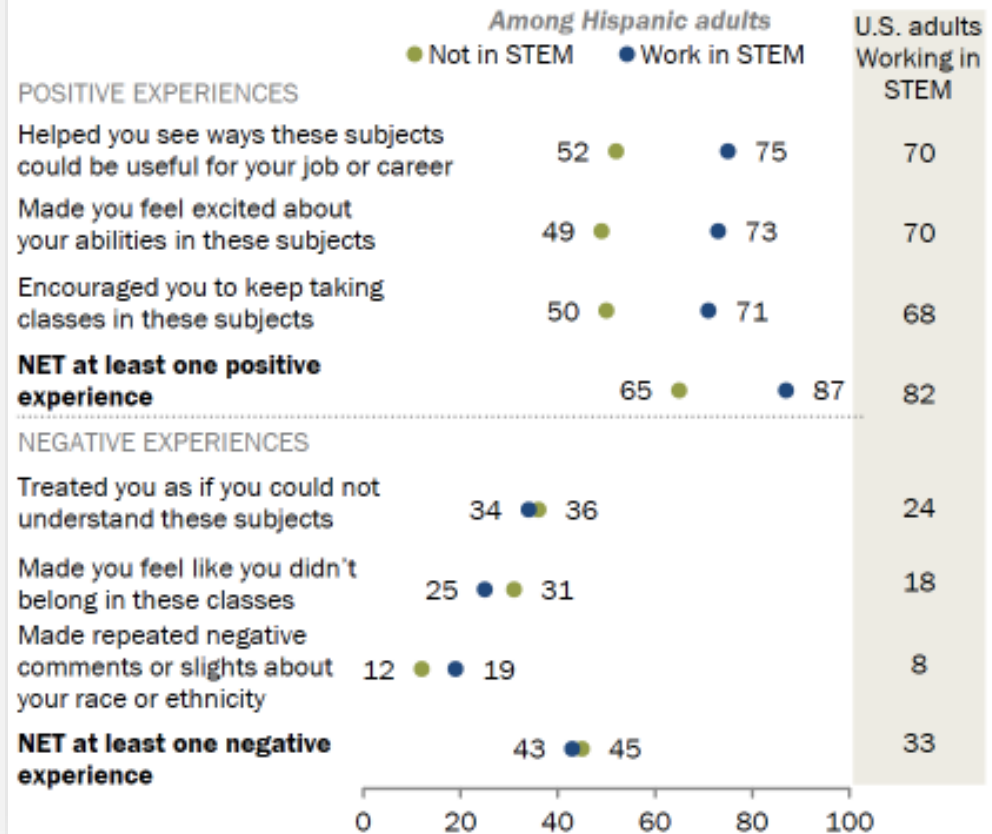 Among Hispanic adults
Not in STEM Work in STEM
U.S. adults
Working in
STEM
POSITIVE EXPERIENCES
Helped you see ways these subjects
could be useful for your job or career
52 75 70
Made you feel excited about
your abilities in these subjects
49 73 70
Encouraged you to keep taking
classes in these subjects
50 71 68
NET at least one positive
experience
65 87 82
NEGATIVE EXPERIENCES
Treated you as if you could not
understand these subjects
34 36 24
Made you feel like you didn't
belong in these classes
25 31 18
Made repeated negative
comments or slights about
your race or ethnicity
12 19 8
NET at least one negative
experience
43 45 33
0 20 40 60 80 100